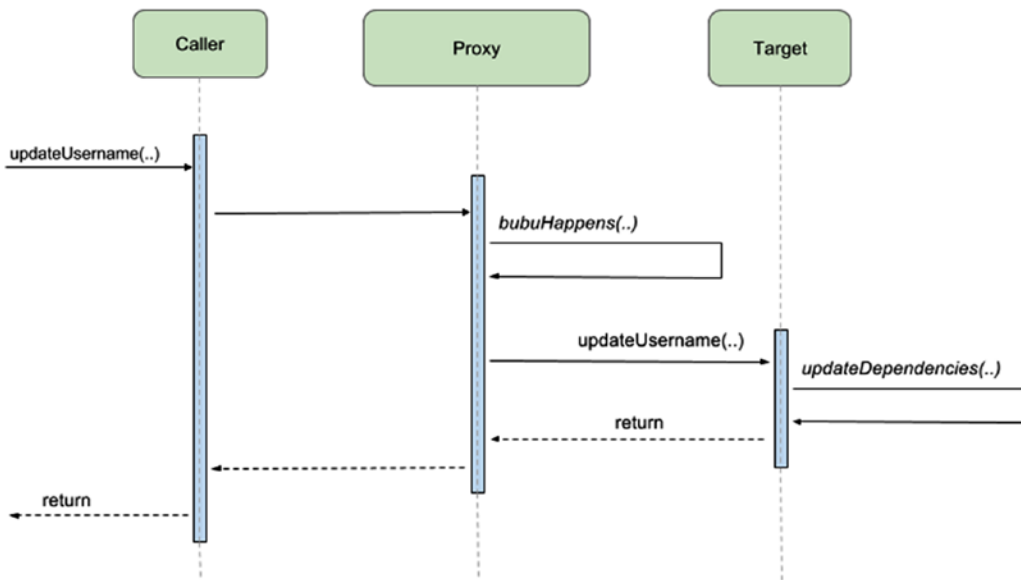 Caller
Proxy
Target
updateUsername(..)
bubuHappens(..)
updateUsername(..)
updateDependencies(..)
return
return